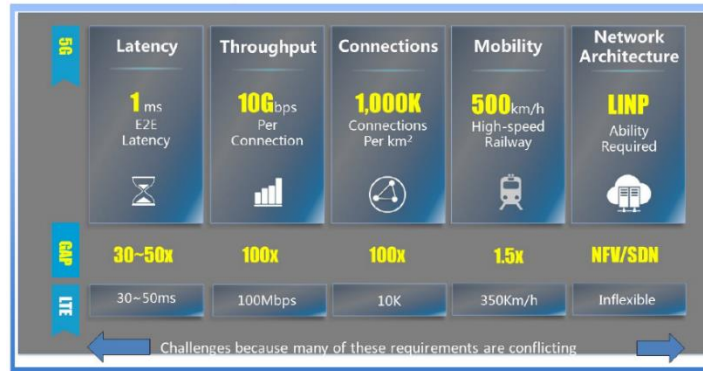 5G
Latency
1 ms
E2E
Latency
Throughput
10Gbps
Per
Connection
Connections
1,000K
Connections
Per km²
Mobility
500km/h
High-speed
Railway
Network
Architecture
LINP
Ability
Required
GAP
30~50x
100x
100x
1.5x
NFV/SDN
LTE
30~50ms
100Mbps
10K
350Km/h
Inflexible
Challenges because many of these requirements are conflicting